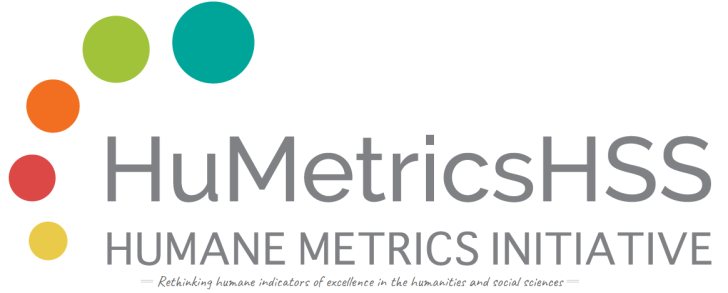 HuMetricsHSS
HUMANE METRICS INITIATIVE
Rethinking humane indicators of excellence in the humanities and social sciences